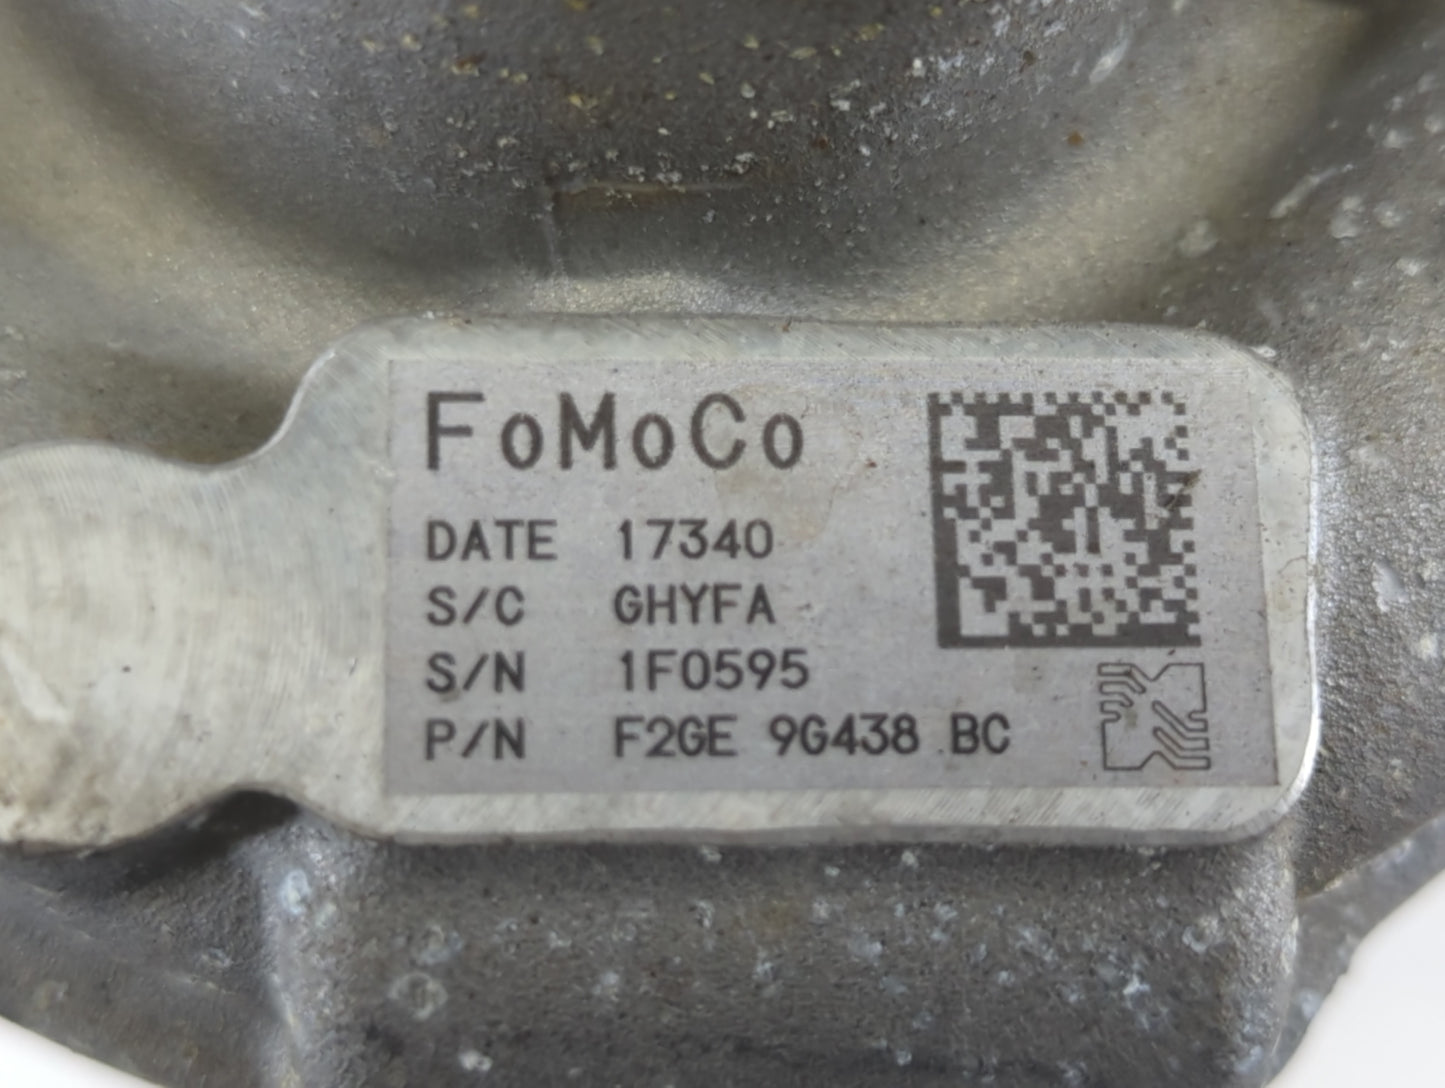 FoMoCo
DATE 17340
S/C GHYFA
S/N 1F0595
P/N F2GE 9G438 BC